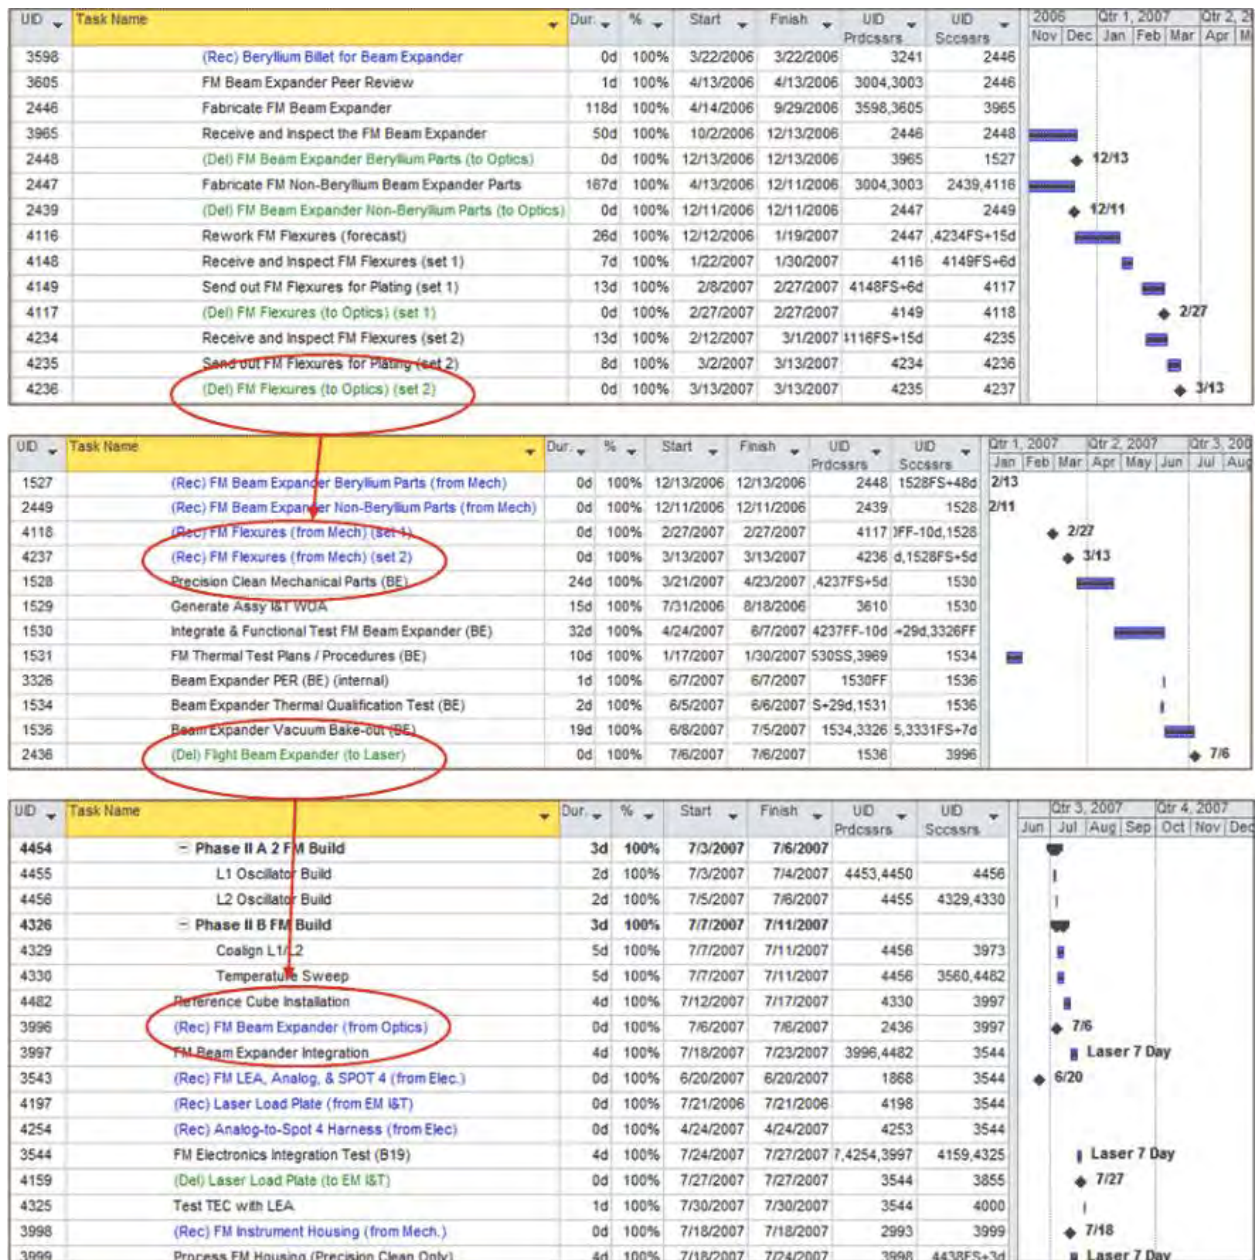 UID Task Name Dur. % Start Finish UID Prdcssrs UID Sccssrs 2006 Qtr 1, 2007 Qtr 2, 2
Nov Dec Jan Feb Mar Apr M
3598 (Rec) Beryllium Billet for Beam Expander 0d 100% 3/22/2006 3/22/2006 3241 2446
3605 FM Beam Expander Peer Review 1d 100% 4/13/2006 4/13/2006 3004,3003 2446
2446 Fabricate FM Beam Expander 118d 100% 4/14/2006 9/29/2006 3598,3605 3965
3965 Receive and Inspect the FM Beam Expander 50d 100% 10/2/2006 12/13/2006 2446 2448
2448 (Del) FM Beam Expander Beryllium Parts (to Optics) 0d 100% 12/13/2006 12/13/2006 3965 1527 12/13
2447 Fabricate FM Non-Beryllium Beam Expander Parts 167d 100% 4/13/2006 12/11/2006 3004,3003 2439,4116
2439 (Del) FM Beam Expander Non-Beryllium Parts (to Optics) 0d 100% 12/11/2006 12/11/2006 2447 2449 12/11
4116 Rework FM Flexures (forecast) 26d 100% 12/12/2006 1/19/2007 2447 ,4234FS+15d
4148 Receive and Inspect FM Flexures (set 1) 7d 100% 1/22/2007 1/30/2007 4116 4149FS+6d
4149 Send out FM Flexures for Plating (set 1) 13d 100% 2/8/2007 2/27/2007 4148FS+6d 4117
4117 (Del) FM Flexures (to Optics) (set 1) 0d 100% 2/27/2007 2/27/2007 4149 4118 2/27
4234 Receive and Inspect FM Flexures (set 2) 13d 100% 2/12/2007 3/1/2007 4116FS+15d 4235
4235 Send out FM Flexures for Plating (set 2) 8d 100% 3/2/2007 3/13/2007 4234 4236
4236 (Del) FM Flexures (to Optics) (set 2) 0d 100% 3/13/2007 3/13/2007 4235 4237 3/13
UID Task Name Dur. % Start Finish UID Prdcssrs UID Sccssrs Qtr 1, 2007 Qtr 2, 2007 Qtr 3, 200
Jan Feb Mar Apr May Jun Jul Aug
1527 (Rec) FM Beam Expander Beryllium Parts (from Mech) 0d 100% 12/13/2006 12/13/2006 2448 1528FS+48d 2/13
2449 (Rec) FM Beam Expander Non-Beryllium Parts (from Mech) 0d 100% 12/11/2006 12/11/2006 2439 1528 2/11
4118 (Rec) FM Flexures (from Mech) (set 1) 0d 100% 2/27/2007 2/27/2007 4117 )FF-10d,1528 2/27
4237 (Rec) FM Flexures (from Mech) (set 2) 0d 100% 3/13/2007 3/13/2007 4236 d,1528FS+5d 3/13
1528 Precision Clean Mechanical Parts (BE) 24d 100% 3/21/2007 4/23/2007 ,4237FS+5d 1530
1529 Generate Assy I&T WOA 15d 100% 7/31/2006 8/18/2006 3610 1530
1530 Integrate & Functional Test FM Beam Expander (BE) 32d 100% 4/24/2007 6/7/2007 4237FF-10d +29d,3326FF
1531 FM Thermal Test Plans / Procedures (BE) 10d 100% 1/17/2007 1/30/2007 530SS,3969 1534
3326 Beam Expander PER (BE) (internal) 1d 100% 6/7/2007 6/7/2007 1530FF 1536
1534 Beam Expander Thermal Qualification Test (BE) 2d 100% 6/5/2007 6/6/2007 S+29d,1531 1536
1536 Beam Expander Vacuum Bake-out (BE) 19d 100% 6/8/2007 7/5/2007 1534,3326 5,3331FS+7d
2436 (Del) Flight Beam Expander (to Laser) 0d 100% 7/6/2007 7/6/2007 1536 3996 7/6
UID Task Name Dur. % Start Finish UID Prdcssrs UID Sccssrs Qtr 3, 2007 Qtr 4, 2007
Jun Jul Aug Sep Oct Nov Dec
4454 − Phase II A 2 FM Build 3d 100% 7/3/2007 7/6/2007
4455 L1 Oscillator Build 2d 100% 7/3/2007 7/4/2007 4453,4450 4456
4456 L2 Oscillator Build 2d 100% 7/5/2007 7/6/2007 4455 4329,4330
4326 − Phase II B FM Build 3d 100% 7/7/2007 7/11/2007
4329 Coalign L1/L2 5d 100% 7/7/2007 7/11/2007 4456 3973
4330 Temperature Sweep 5d 100% 7/7/2007 7/11/2007 4456 3560,4482
4482 Reference Cube Installation 4d 100% 7/12/2007 7/17/2007 4330 3997
3996 (Rec) FM Beam Expander (from Optics) 0d 100% 7/6/2007 7/6/2007 2436 3997 7/6
3997 FM Beam Expander Integration 4d 100% 7/18/2007 7/23/2007 3996,4482 3544 Laser 7 Day
3543 (Rec) FM LEA, Analog, & SPOT 4 (from Elec.) 0d 100% 6/20/2007 6/20/2007 1868 3544 6/20
4197 (Rec) Laser Load Plate (from EM I&T) 0d 100% 7/21/2006 7/21/2006 4198 3544
4254 (Rec) Analog-to-Spot 4 Harness (from Elec) 0d 100% 4/24/2007 4/24/2007 4253 3544
3544 FM Electronics Integration Test (B19) 4d 100% 7/24/2007 7/27/2007 7,4254,3997 4159,4325 Laser 7 Day
4159 (Del) Laser Load Plate (to EM I&T) 0d 100% 7/27/2007 7/27/2007 3544 3855 7/27
4325 Test TEC with LEA 1d 100% 7/30/2007 7/30/2007 3544 4000
3998 (Rec) FM Instrument Housing (from Mech.) 0d 100% 7/18/2007 7/18/2007 2993 3999 7/18
3999 Process FM Housing (Precision Clean Only) 4d 100% 7/18/2007 7/24/2007 3998 4438FS+3d Laser 7 Day